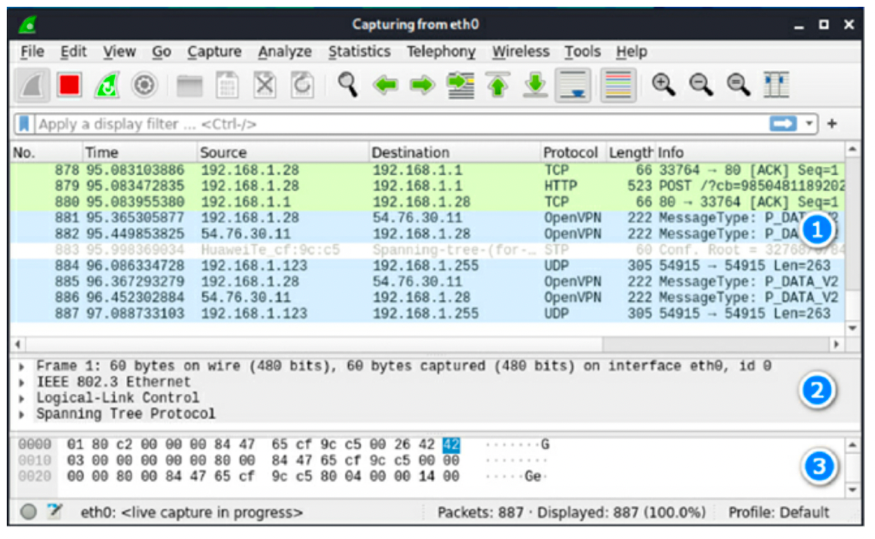 Capturing from eth0
File Edit View Go Capture Analyze Statistics Telephony Wireless Tools Help
Apply a display filter ... <Ctrl-/>
No. Time Source Destination Protocol Length Info
878 95.083103886 192.168.1.28 192.168.1.1 TCP 66 33764 → 80 [ACK] Seq=1
879 95.083472835 192.168.1.28 192.168.1.1 HTTP 523 POST /?cb=9850481189202
880 95.083955380 192.168.1.1 192.168.1.28 TCP 66 80 → 33764 [ACK] Seq=1
881 95.365305877 192.168.1.28 54.76.30.11 OpenVPN 222 MessageType: P_DATA_V2
882 95.449853825 54.76.30.11 192.168.1.28 OpenVPN 222 MessageType: P_DATA_V2
1
883 95.998369034 HuaweiTe_cf:9c:c5 Spanning-tree-(for-... STP 60 Conf. Root =
884 96.086334728 192.168.1.123 192.168.1.255 UDP 305 54915 → 54915 Len=263
885 96.367293279 192.168.1.28 54.76.30.11 OpenVPN 222 MessageType: P_DATA_V2
886 96.452302884 54.76.30.11 192.168.1.28 OpenVPN 222 MessageType: P_DATA_V2
887 97.088733103 192.168.1.123 192.168.1.255 UDP 305 54915 → 54915 Len=263
Frame 1: 60 bytes on wire (480 bits), 60 bytes captured (480 bits) on interface eth0, id 0
IEEE 802.3 Ethernet
2
Logical-Link Control
Spanning Tree Protocol
0000 01 80 c2 00 00 00 84 47 65 cf 9c c5 00 26 42 42 ·······G
0010 03 00 00 00 00 00 80 00 84 47 65 cf 9c c5 00 00 ········
3
0020 00 00 80 00 84 47 65 cf 9c c5 80 04 00 00 14 00 ·····Ge·
eth0: <live capture in progress> Packets: 887 · Displayed: 887 (100.0%) Profile: Default